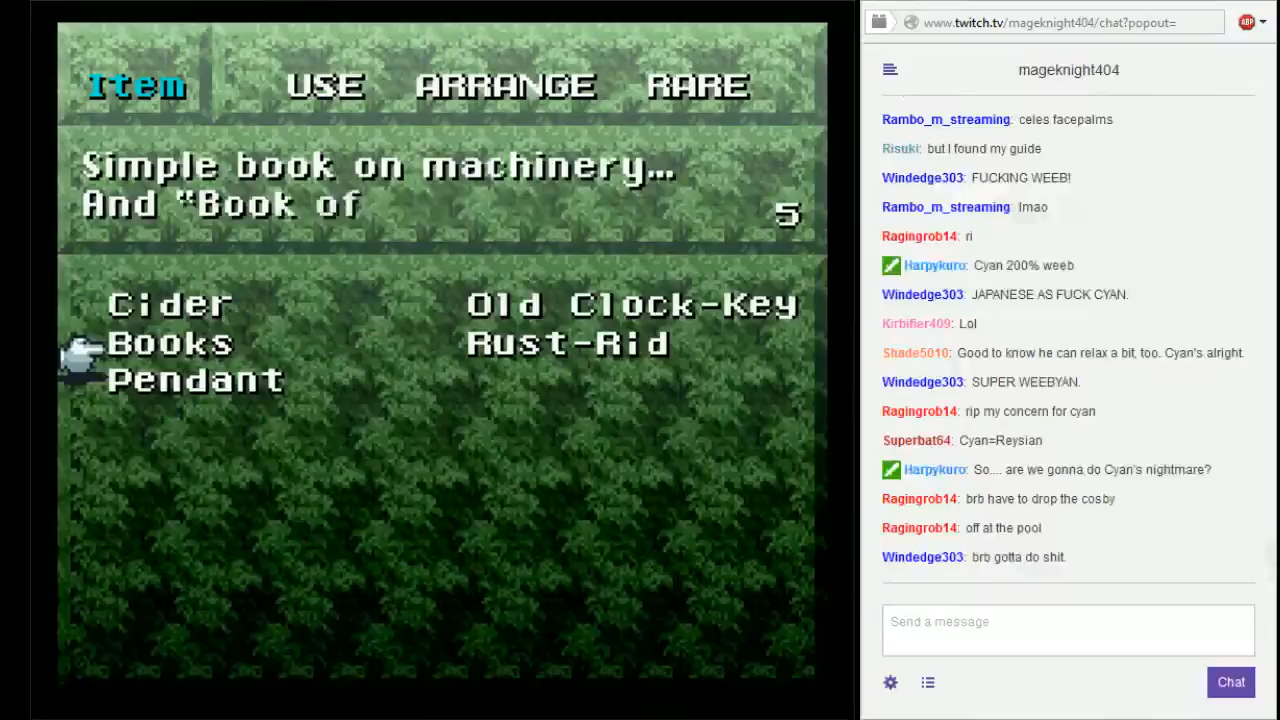 Item USE ARRANGE RARE
Simple book on machinery…
And "Book of
5
Cider Old Clock-Key
Books Rust-Rid
Pendant
www.twitch.tv/mageknight404/chat?popout=
ABP
mageknight404
Rambo_m_streaming: celes facepalms
Risuki: but I found my guide
Windedge303: FUCKING WEEB!
Rambo_m_streaming: lmao
Ragingrob14: ri
Harpykuro: Cyan 200% weeb
Windedge303: JAPANESE AS FUCK CYAN.
Kirbifier409: Lol
Shade5010: Good to know he can relax a bit, too. Cyan's alright.
Windedge303: SUPER WEEBYAN.
Ragingrob14: rip my concern for cyan
Superbat64: Cyan=Reysian
Harpykuro: So.... are we gonna do Cyan's nightmare?
Ragingrob14: brb have to drop the cosby
Ragingrob14: off at the pool
Windedge303: brb gotta do shit.
Send a message
Chat